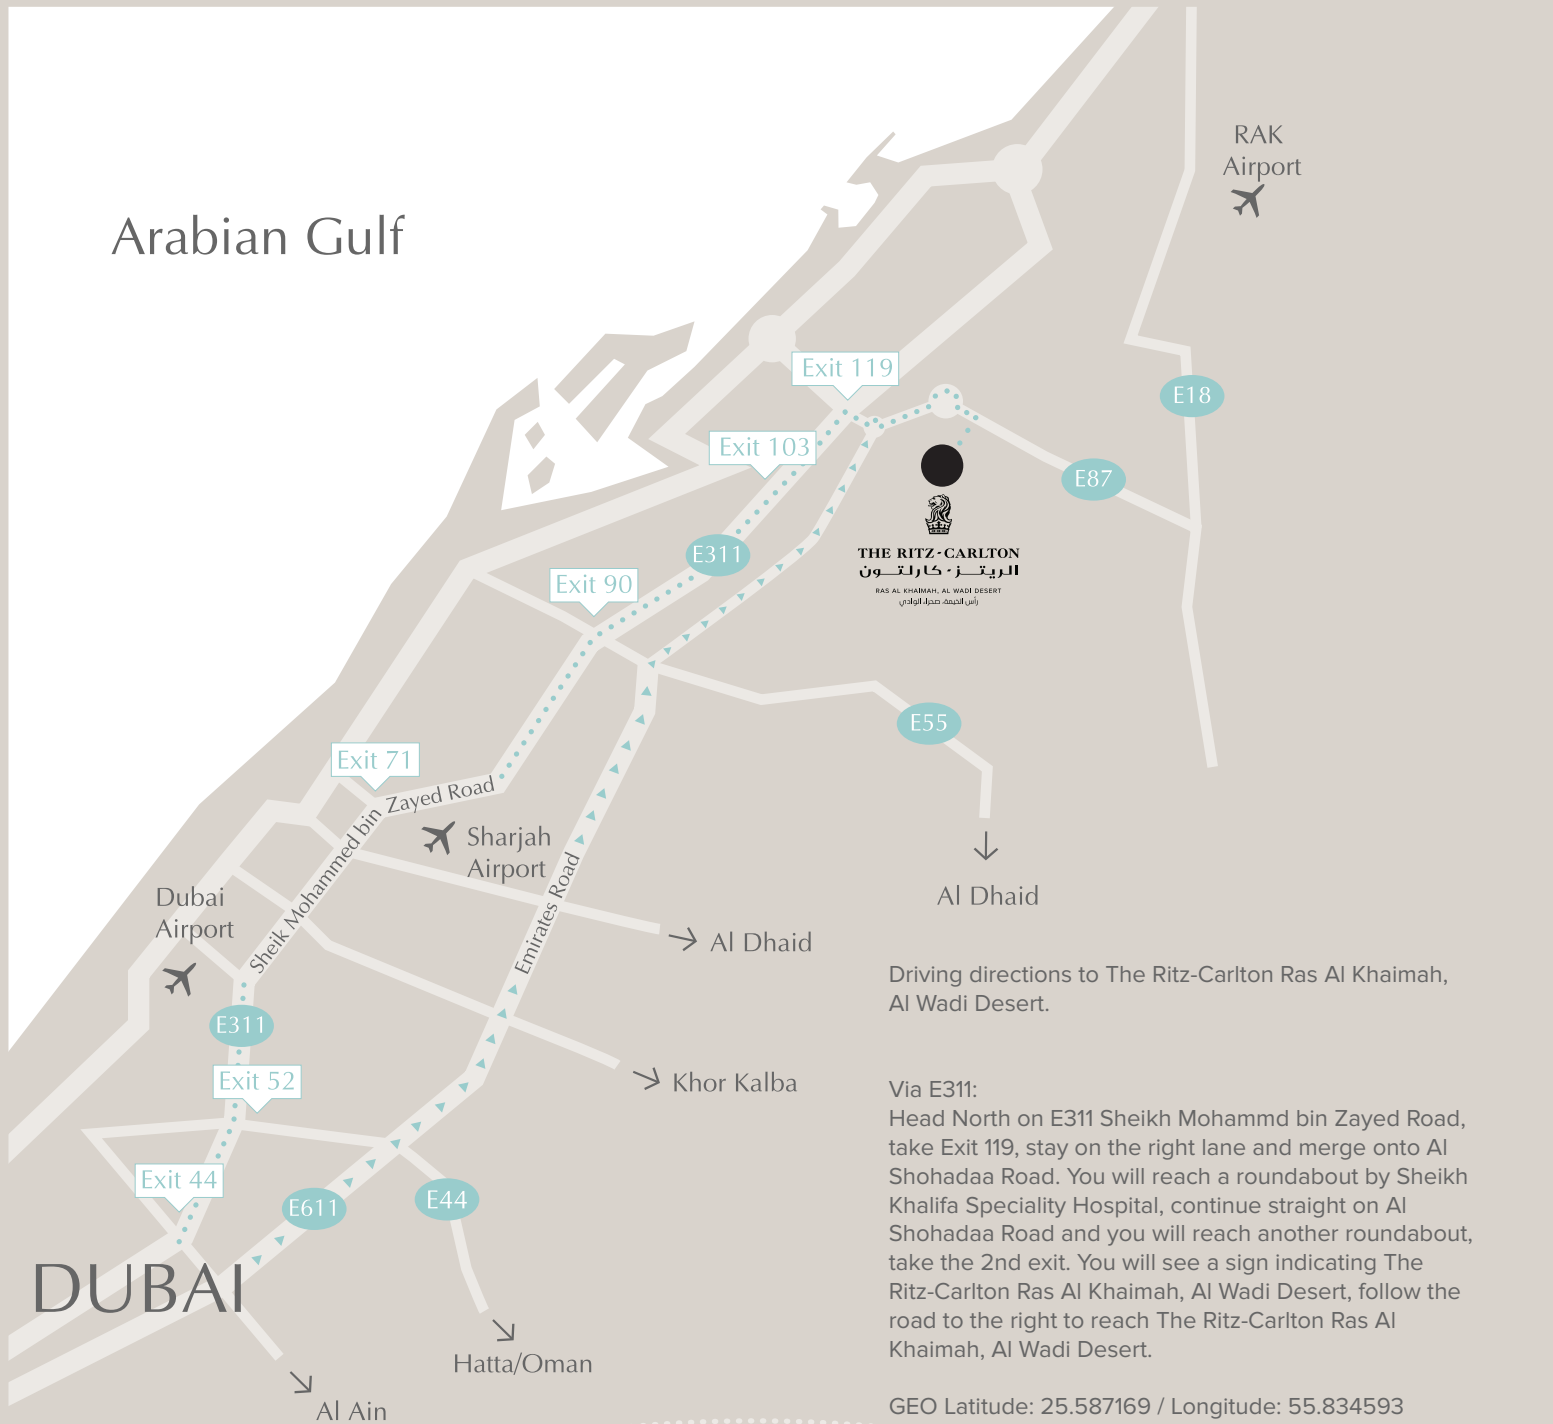 RAK
Airport
Arabian Gulf
Exit 119
E18
Exit 103
E87
E311
THE RITZ-CARLTON
الريتـــز - كارلتـــون
RAS AL KHAIMAH, AL WADI DESERT
رأس الخيمة، صحراء الوادي
Exit 90
E55
Exit 71
Sheik Mohammed bin Zayed Road
Sharjah
Airport
Emirates Road
Dubai
Airport
Al Dhaid
Al Dhaid
E311
Exit 52
Khor Kalba
Exit 44
E611
E44
DUBAI
Hatta/Oman
Al Ain
Driving directions to The Ritz-Carlton Ras Al Khaimah,
Al Wadi Desert.
Via E311:
Head North on E311 Sheikh Mohammd bin Zayed Road,
take Exit 119, stay on the right lane and merge onto Al
Shohadaa Road. You will reach a roundabout by Sheikh
Khalifa Speciality Hospital, continue straight on Al
Shohadaa Road and you will reach another roundabout,
take the 2nd exit. You will see a sign indicating The
Ritz-Carlton Ras Al Khaimah, Al Wadi Desert, follow the
road to the right to reach The Ritz-Carlton Ras Al
Khaimah, Al Wadi Desert.
GEO Latitude: 25.587169 / Longitude: 55.834593